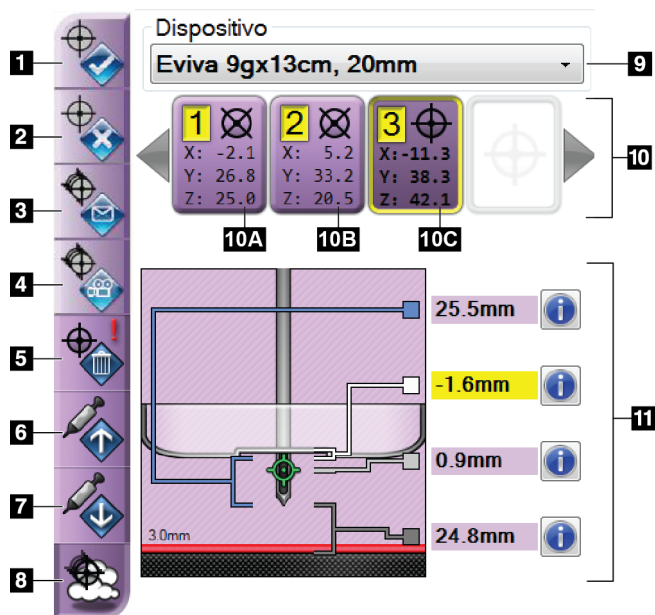 Dispositivo
1
Eviva 9gx13cm, 20mm
9
2
1
2
3
X: -2.1
X: 5.2
X:-11.3
Y: 26.8
Y: 33.2
Y: 38.3
Z: 25.0
Z: 20.5
Z: 42.1
10
3
10A
10B
10C
4
25.5mm
5
!
-1.6mm
11
6
0.9mm
7
3.0mm
24.8mm
8